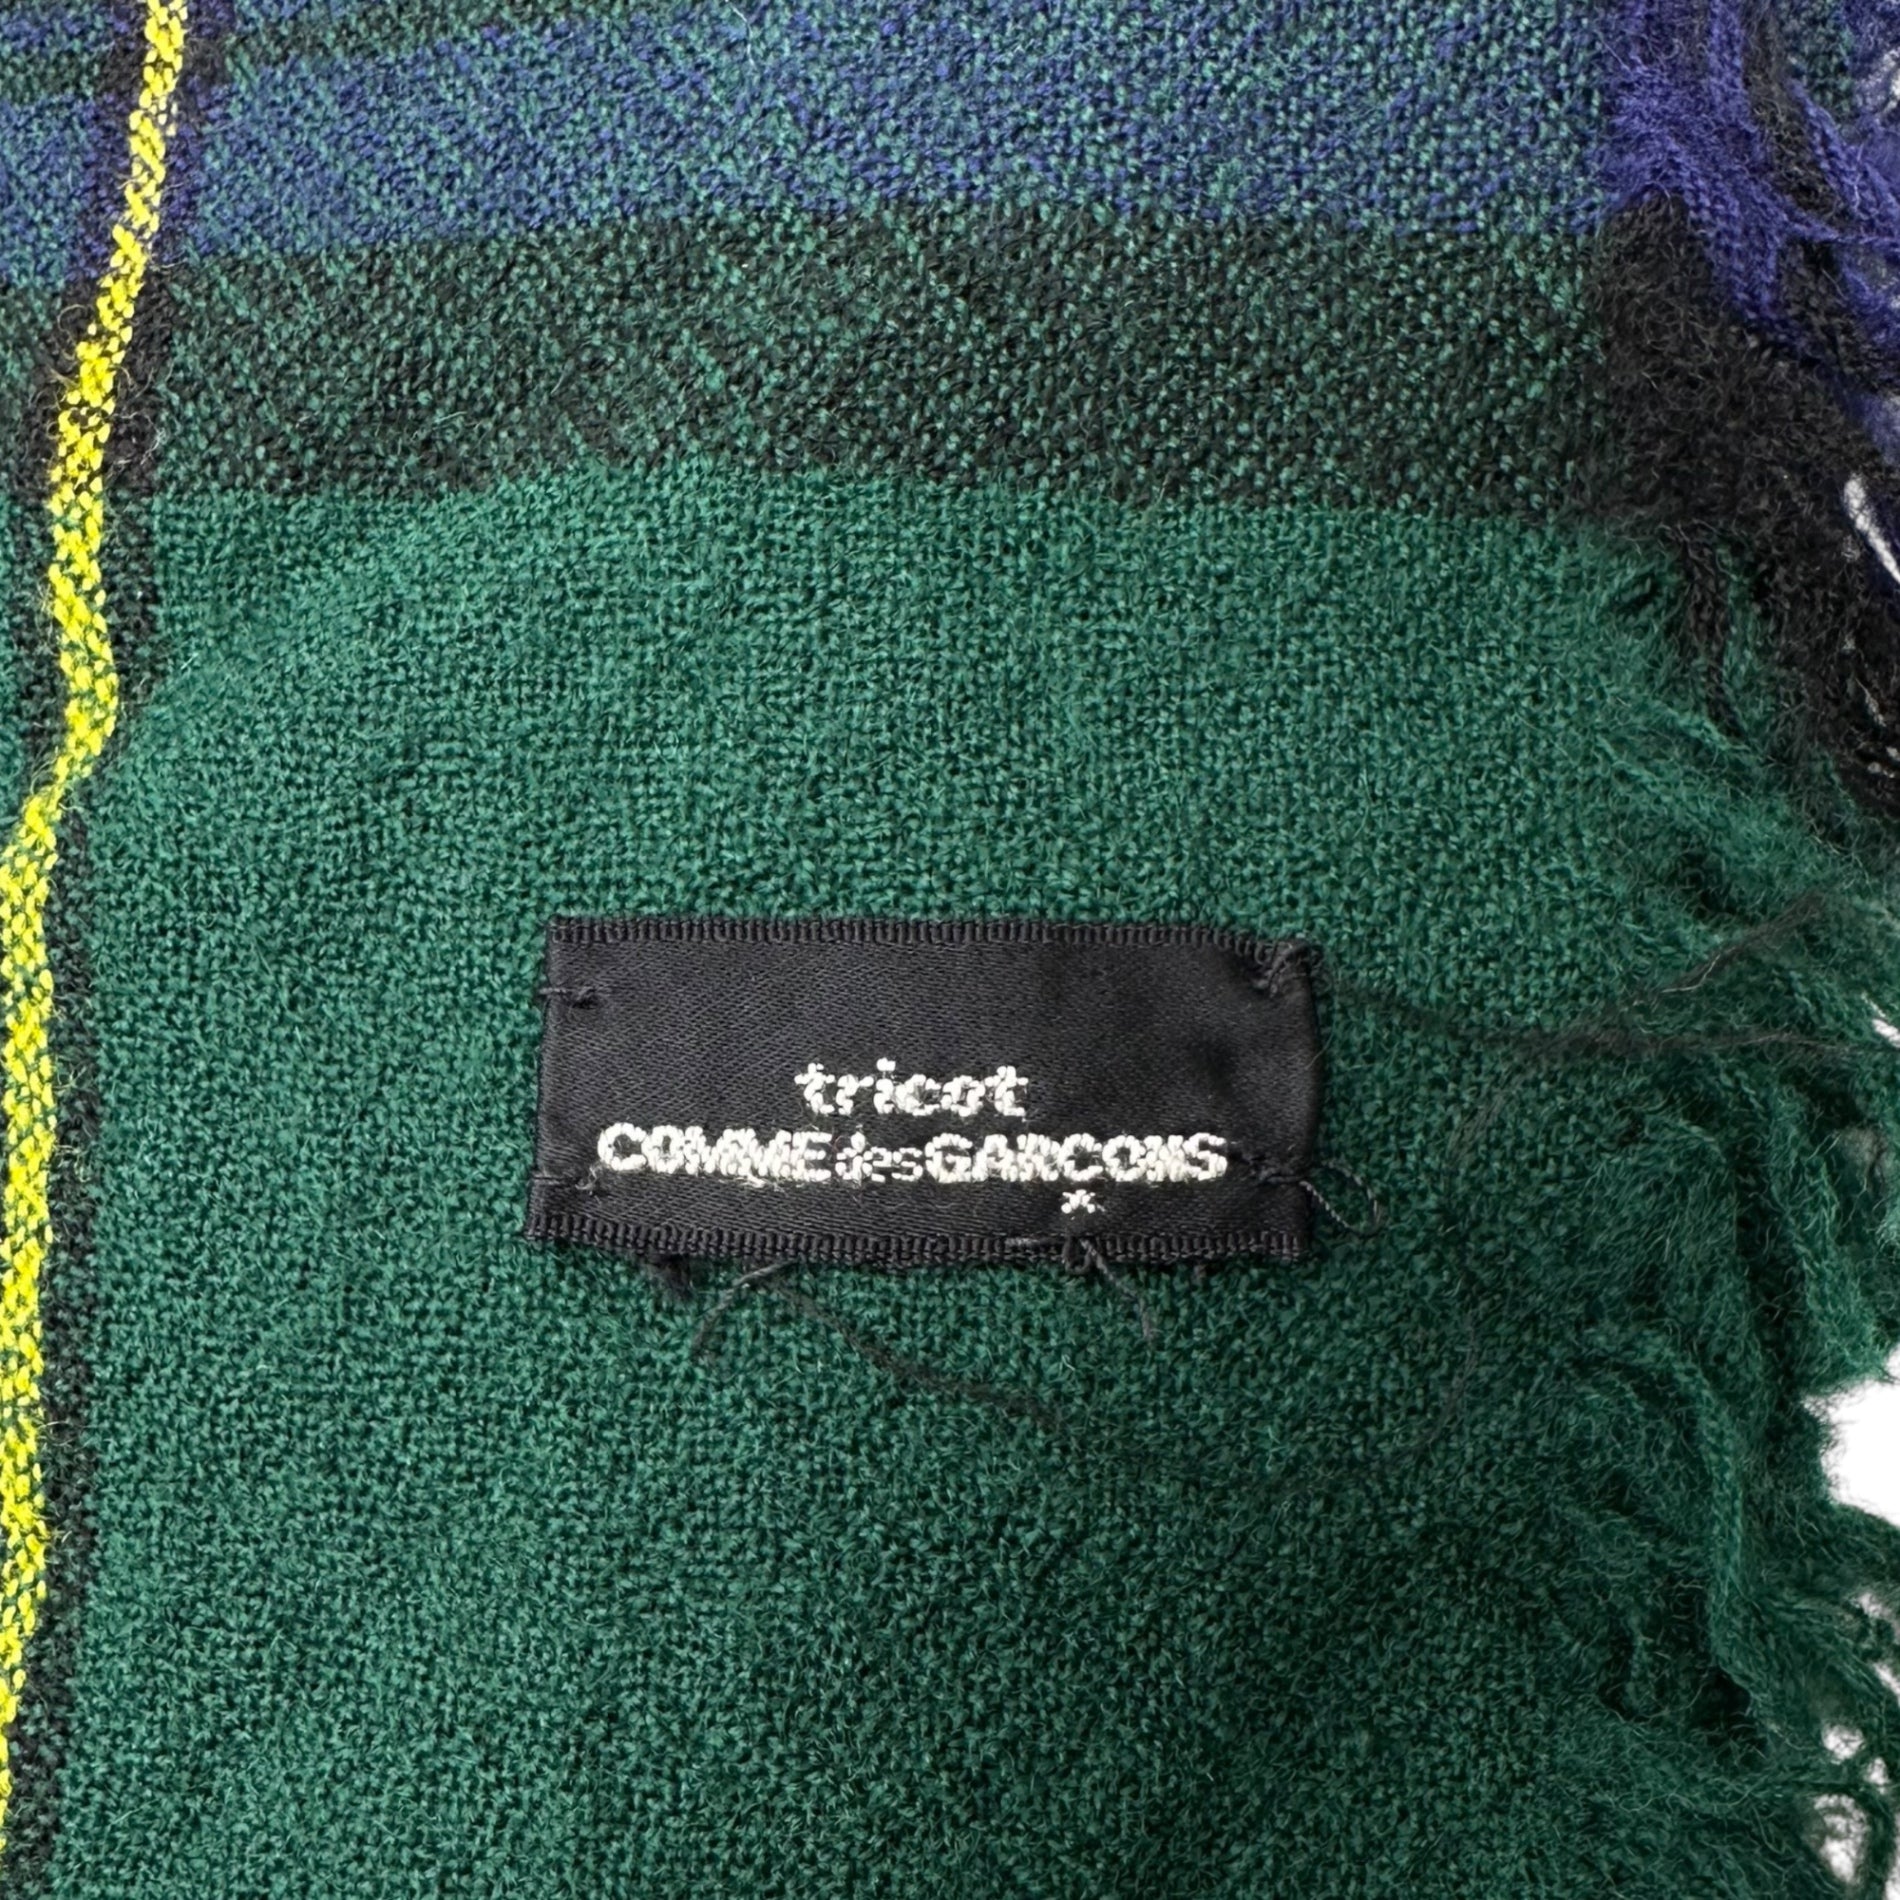 tricot
COMME des GARCONS
*